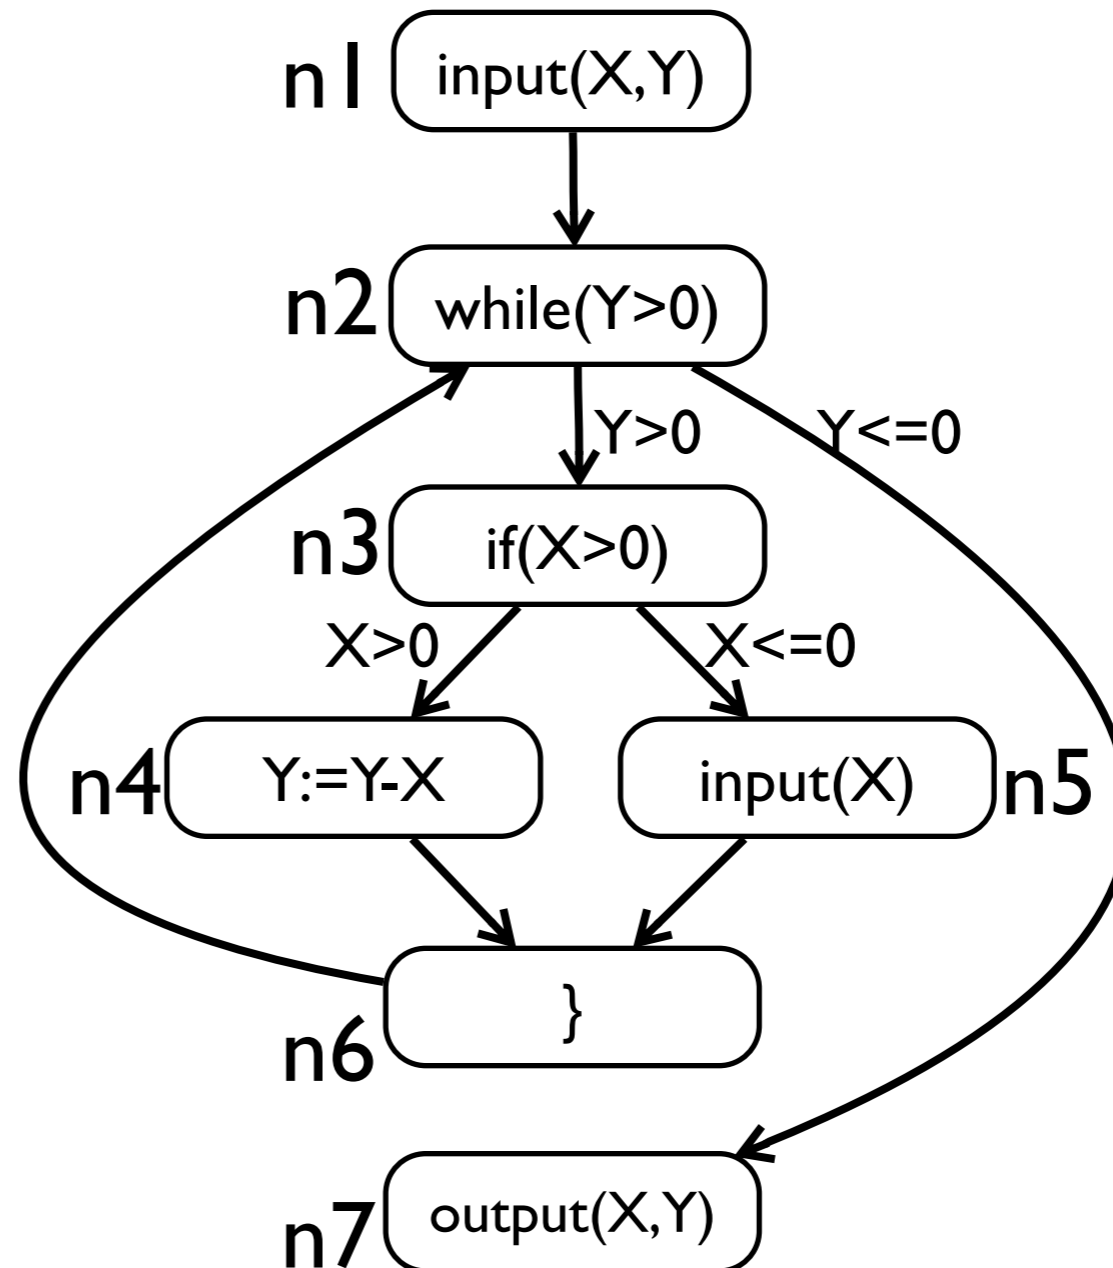 n1 input(X,Y)
n2 while(Y>0)
Y>0 Y<=0
n3 if(X>0)
X>0 X<=0
n4 Y:=Y-X input(X) n5
}
n6
n7 output(X,Y)